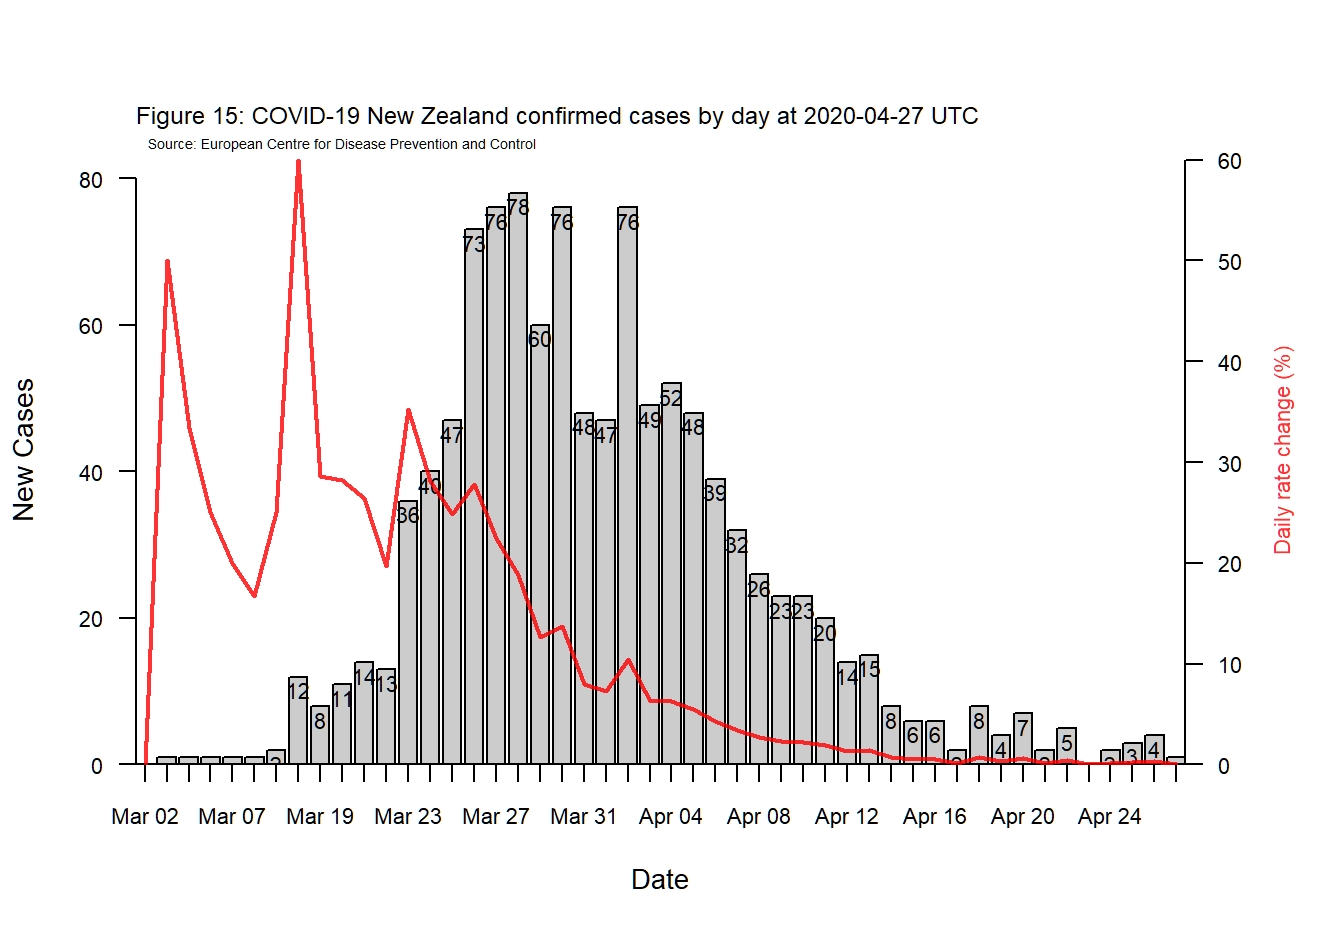 Figure 15: COVID-19 New Zealand confirmed cases by day at 2020-04-27 UTC
Source: European Centre for Disease Prevention and Control
New Cases
80
60
40
20
0
60
50
40
30
20
10
0
Daily rate change (%)
2 12 8 11 14 13 36 40 47 73 76 78 60 76 48 47 76 49 52 48 39 32 26 23 23 20 14 15 8 6 6 2 8 4 7 2 5 2 3 4
Mar 02 Mar 07 Mar 19 Mar 23 Mar 27 Mar 31 Apr 04 Apr 08 Apr 12 Apr 16 Apr 20 Apr 24
Date